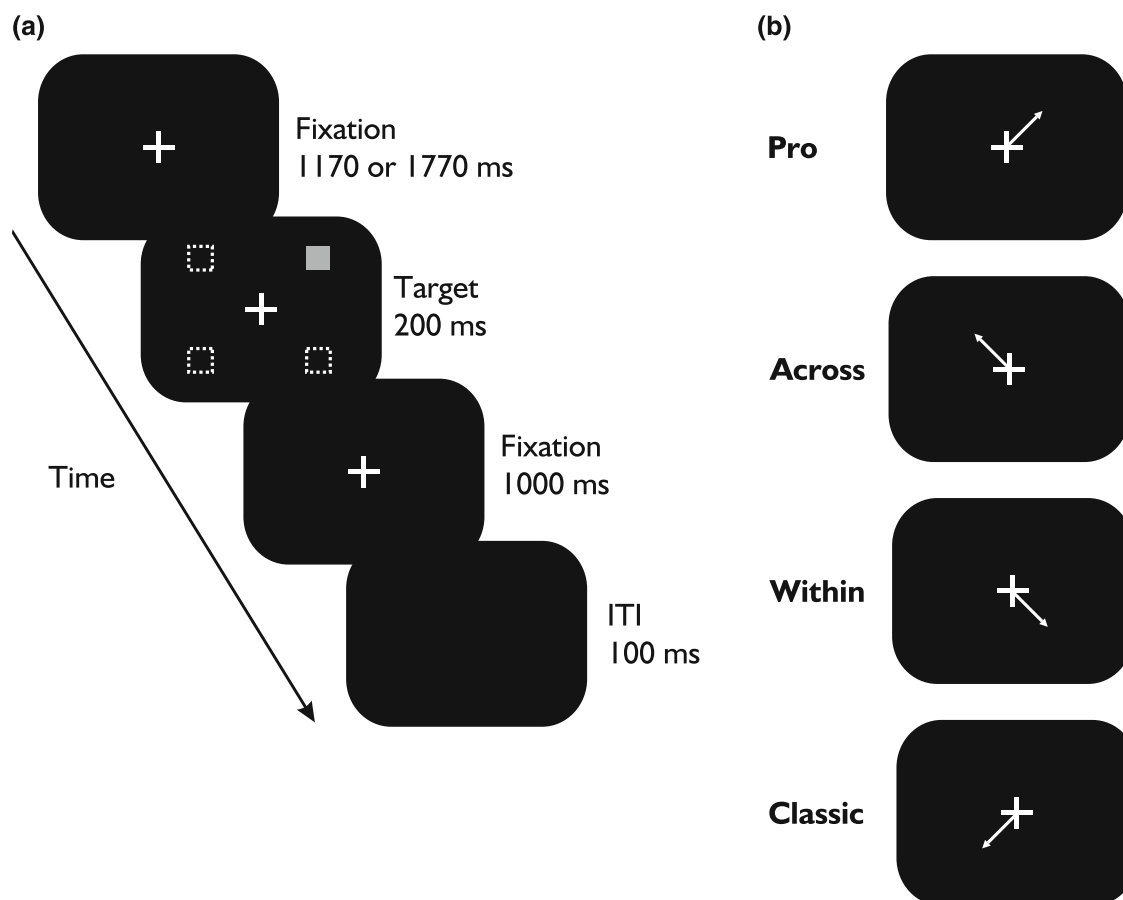 (a)
Fixation
1170 or 1770 ms
Target
200 ms
Fixation
1000 ms
Time
ITI
100 ms
(b)
Pro
Across
Within
Classic